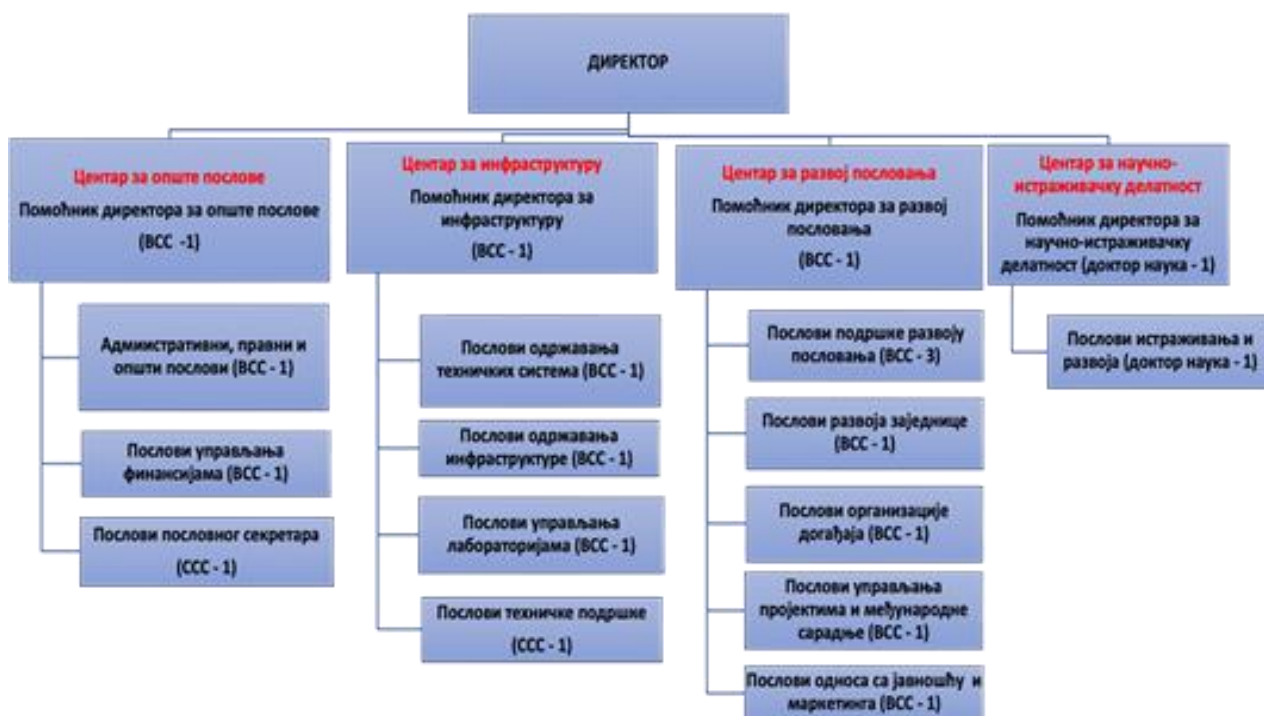 ДИРЕКТОР
Центар за опште послове
Помоћник директора за опште послове
(ВСС -1)
Админстративни, правни и
општи послови (ВСС - 1)
Послови управљања
финансијама (ВСС - 1)
Послови пословног секретара
(ССС - 1)
Центар за инфраструктуру
Помоћник директора за
инфраструктуру
(ВСС - 1)
Послови одржавања
техничких система (ВСС - 1)
Послови одржавања
инфраструктуре (ВСС - 1)
Послови управљања
лабораторијама (ВСС - 1)
Послови техничке подршке
(ССС - 1)
Центар за развој пословања
Помоћник директора за развој
пословања
(ВСС - 1)
Послови подршке развоју
пословања (ВСС - 3)
Послови развоја заједнице
(ВСС - 1)
Послови организације
догађаја (ВСС - 1)
Послови управљања
пројектима и међународне
сарадње (ВСС - 1)
Послови односа са јавношћу и
маркетинга (ВСС - 1)
Центар за научно-
истраживачку делатност
Помоћник директора за
научно-истраживачку
делатност (доктор наука - 1)
Послови истраживања и
развоја (доктор наука - 1)